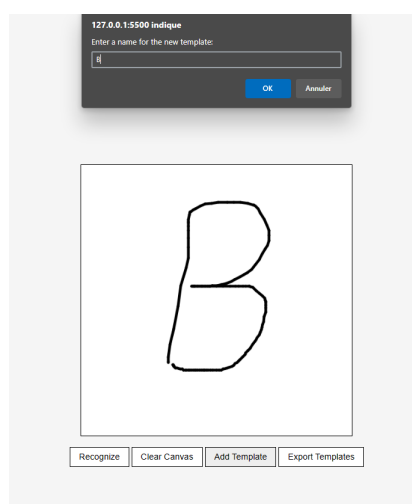 127.0.0.1:5500 indique
Enter a name for the new template:
B
OK Annuler
B
Recognize Clear Canvas Add Template Export Templates